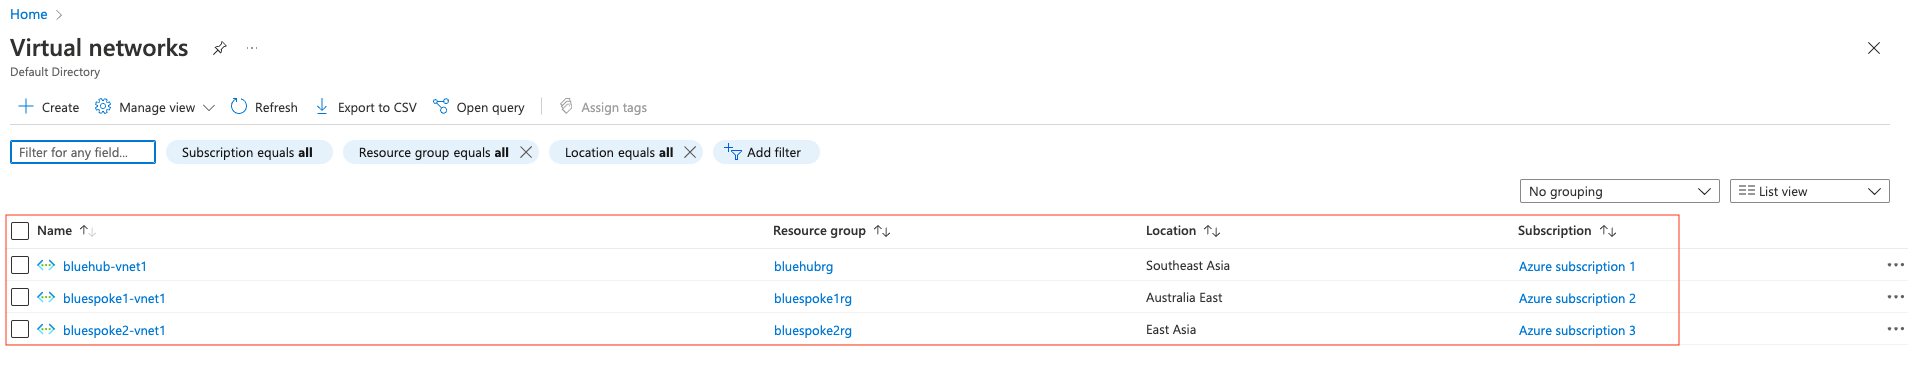 Home
Virtual networks
Default Directory
Create Manage view Refresh Export to CSV Open query Assign tags
Filter for any field... Subscription equals all Resource group equals all Location equals all Add filter
No grouping List view
Name Resource group Location Subscription
bluehub-vnet1 bluehubrg Southeast Asia Azure subscription 1
bluespoke1-vnet1 bluespoke1rg Australia East Azure subscription 2
bluespoke2-vnet1 bluespoke2rg East Asia Azure subscription 3